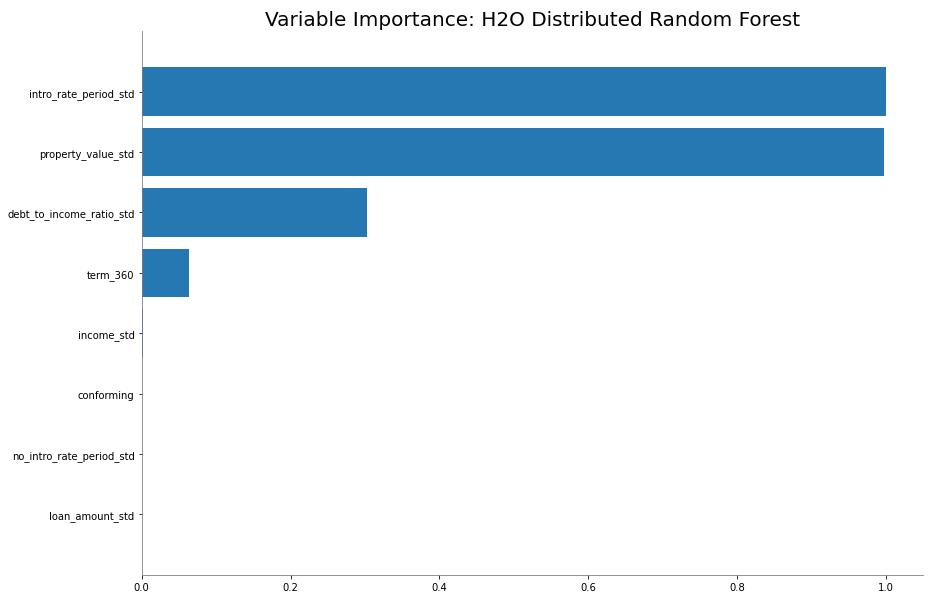 Variable Importance: H2O Distributed Random Forest
intro_rate_period_std
property_value_std
debt_to_income_ratio_std
term_360
income_std
conforming
no_intro_rate_period_std
loan_amount_std
0.0 0.2 0.4 0.6 0.8 1.0